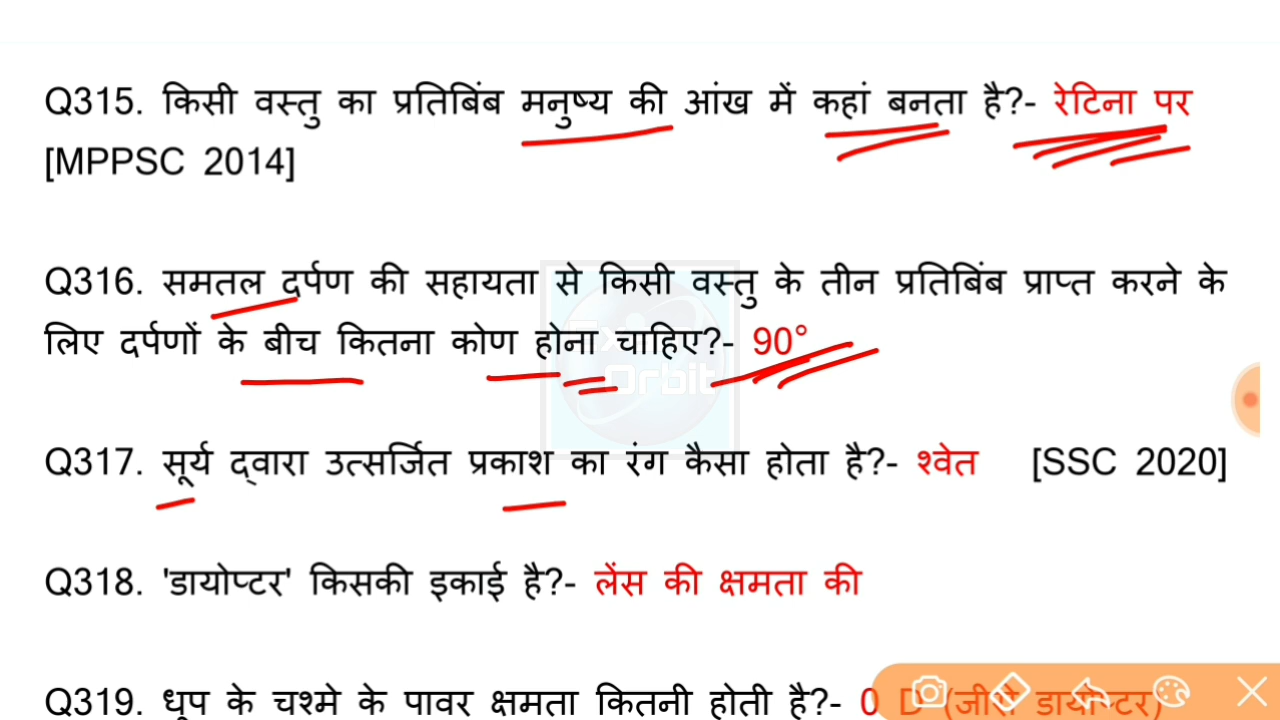 Q315. किसी वस्तु का प्रतिबिंब मनुष्य की आंख में कहां बनता है?- रेटिना पर
[MPPSC 2014]
Q316. समतल दर्पण की सहायता से किसी वस्तु के तीन प्रतिबिंब प्राप्त करने के
लिए दर्पणों के बीच कितना कोण होना चाहिए?- 90°
Q317. सूर्य द्वारा उत्सर्जित प्रकाश का रंग कैसा होता है?- श्वेत [SSC 2020]
Q318. 'डायोप्टर' किसकी इकाई है?- लेंस की क्षमता की
Q319. धूप के चश्मे के पावर क्षमता कितनी होती है?- 0 D (जीरो डायोप्टर)
Orbit